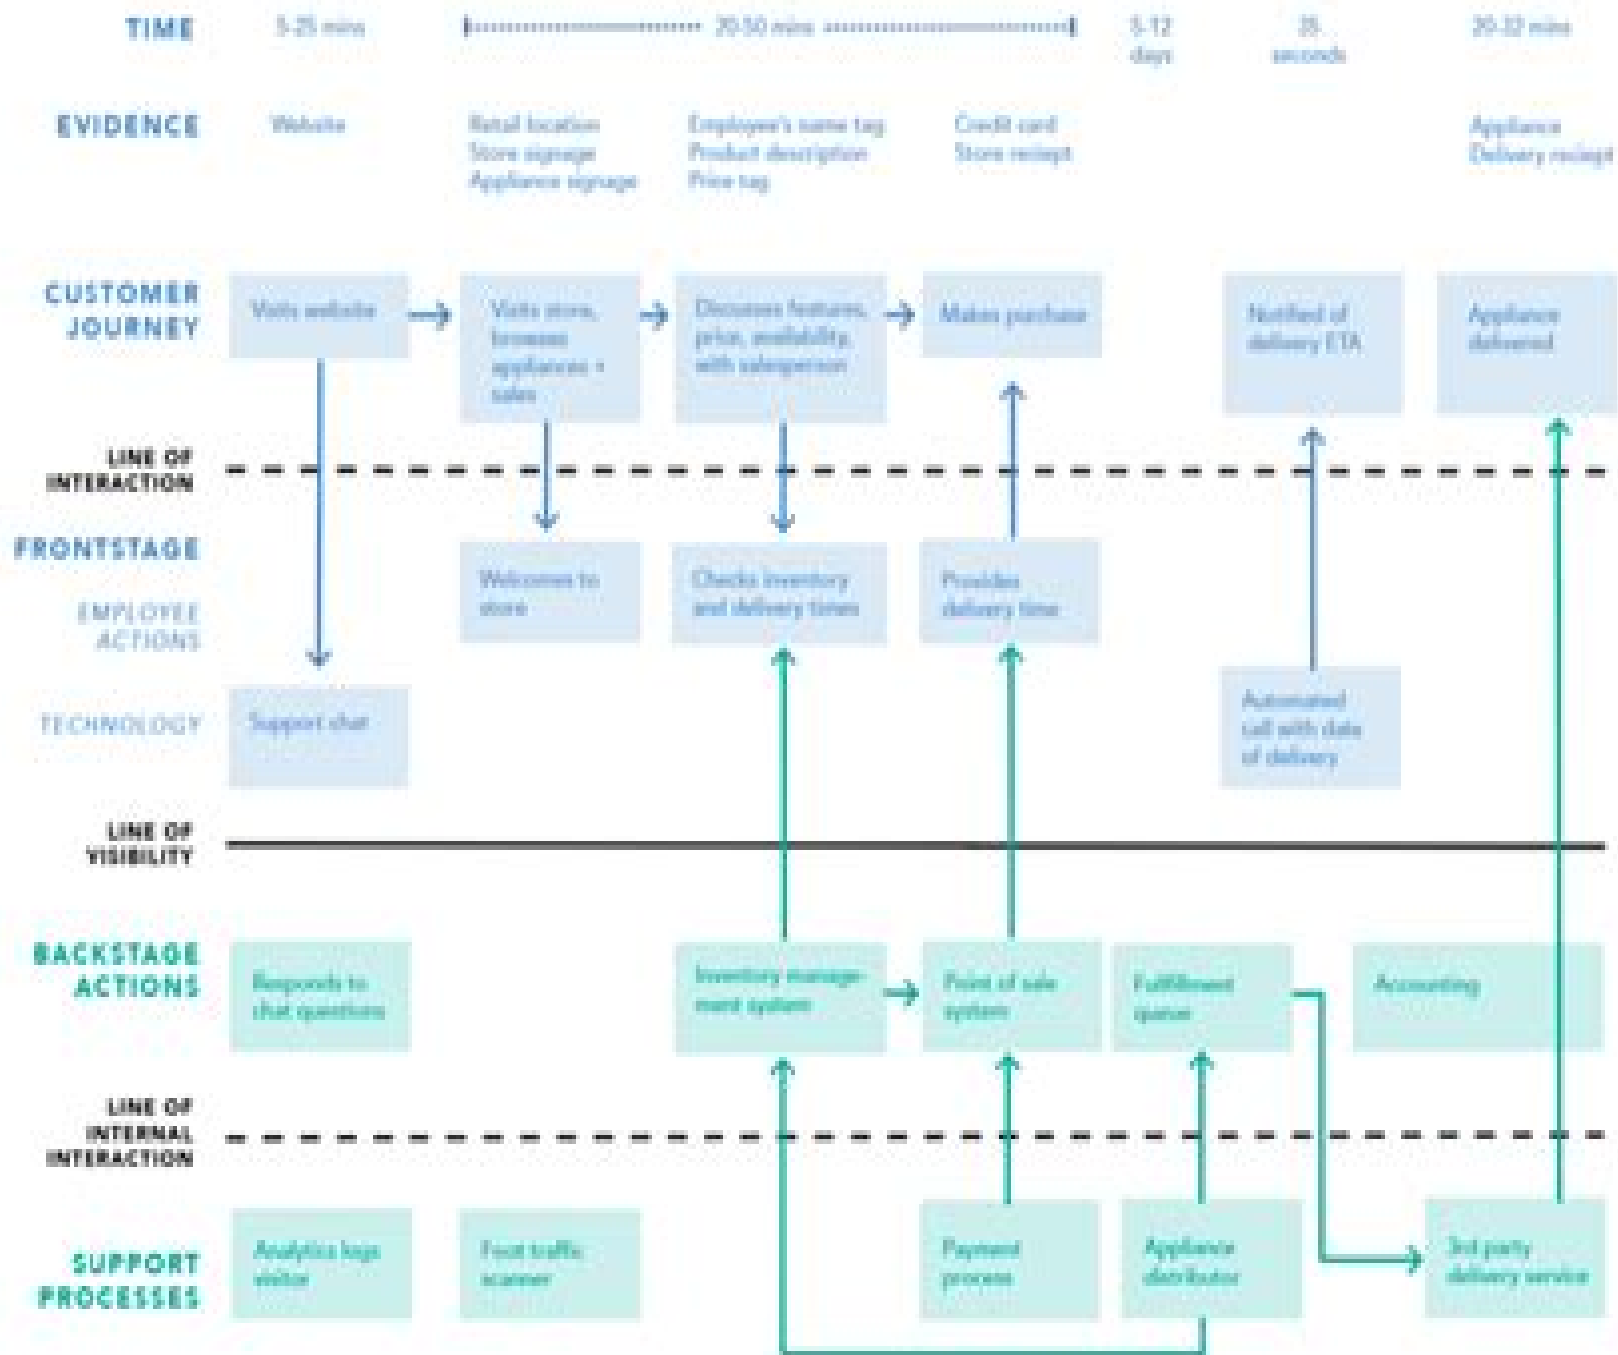 TIME
5-25 mins
20-50 mins
5-12
days
35
seconds
20-32 mins
EVIDENCE
Website
Retail location
Store signage
Appliance signage
Employee's name tag
Product description
Price tag
Credit card
Store reciept
Appliance
Delivery reciept
CUSTOMER
JOURNEY
Visits website
Visits store,
browses
appliances +
sales
Discusses features,
price, availability,
with salesperson
Makes purchase
Notified of
delivery ETA
Appliance
delivered
LINE OF
INTERACTION
FRONTSTAGE
EMPLOYEE
ACTIONS
Welcomes to
store
Checks inventory
and delivery times
Provides
delivery time
TECHNOLOGY
Support chat
Automated
call with date
of delivery
LINE OF
VISIBILITY
BACKSTAGE
ACTIONS
Responds to
chat questions
Inventory manage-
ment system
Point of sale
system
Fulfillment
queue
Accounting
LINE OF
INTERNAL
INTERACTION
SUPPORT
PROCESSES
Analytics logs
visitor
Foot traffic
scanner
Payment
process
Appliance
distributor
3rd party
delivery service